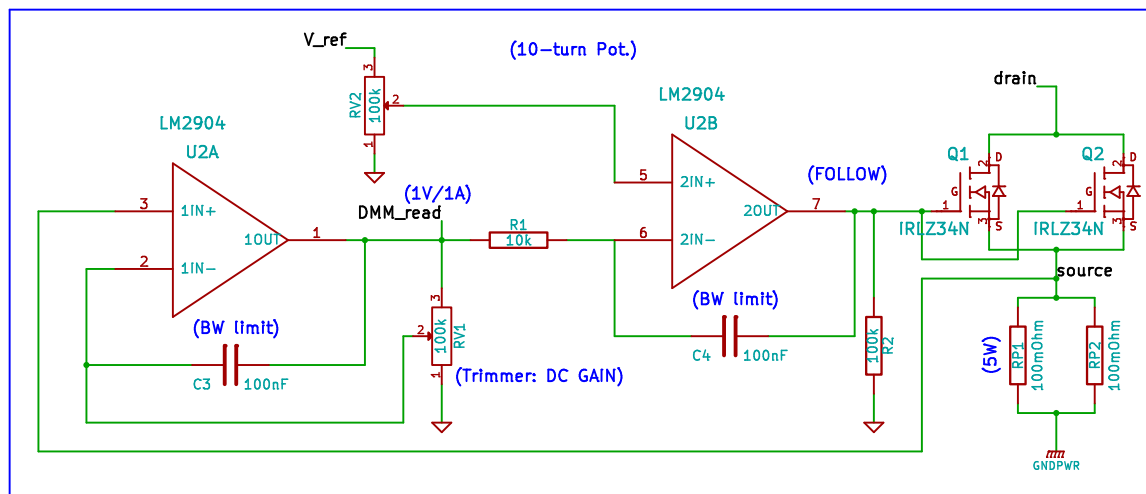 V_ref
(10-turn Pot.)
3
RV2
100k
2
1
LM2904
U2A
3
1IN+
1OUT
1
2
1IN-
(BW limit)
C3
100nF
(1V/1A)
DMM_read
R1
10k
3
2
100k
RV1
1
(Trimmer: DC GAIN)
LM2904
U2B
5
2IN+
2OUT
7
6
2IN-
(BW limit)
C4
100nF
(FOLLOW)
100k
R2
drain
Q1
2
D
G
1
3
S
IRLZ34N
Q2
2
D
G
1
3
S
IRLZ34N
source
(5W)
RP1
100mOhm
RP2
100mOhm
GNDPWR